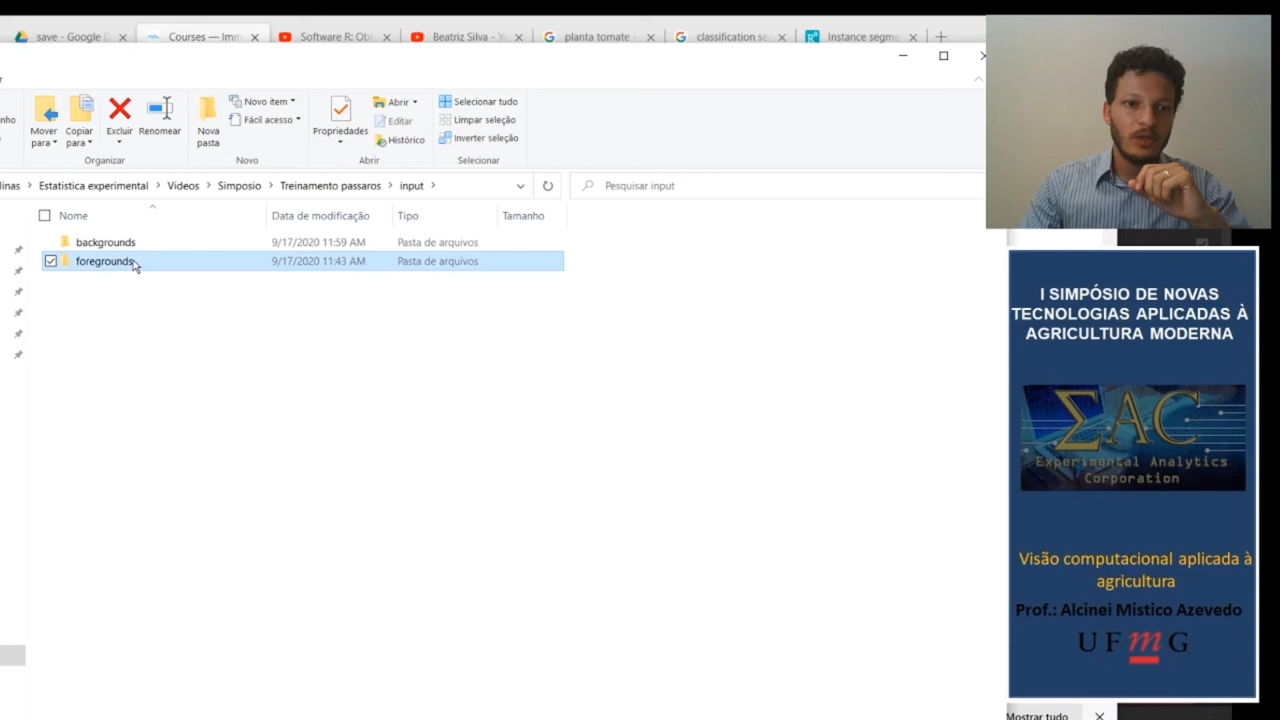 save - Google D
Courses — Imm
Software R: Obt
Beatriz Silva - Y
planta tomate -
classification se
Instance segme
Mover para
Copiar para
Excluir
Renomear
Organizar
Nova pasta
Novo item
Fácil acesso
Novo
Propriedades
Abrir
Editar
Histórico
Abrir
Selecionar tudo
Limpar seleção
Inverter seleção
Selecionar
linas > Estatistica experimental > Videos > Simposio > Treinamento passaros > input >
Pesquisar input
Nome Data de modificação Tipo Tamanho
backgrounds 9/17/2020 11:59 AM Pasta de arquivos
foregrounds 9/17/2020 11:43 AM Pasta de arquivos
I SIMPÓSIO DE NOVAS
TECNOLOGIAS APLICADAS À
AGRICULTURA MODERNA
ΣAC
Experimental Analytics
Corporation
Visão computacional aplicada à
agricultura
Prof.: Alcinei Mistico Azevedo
UFMG
Mostrar tudo